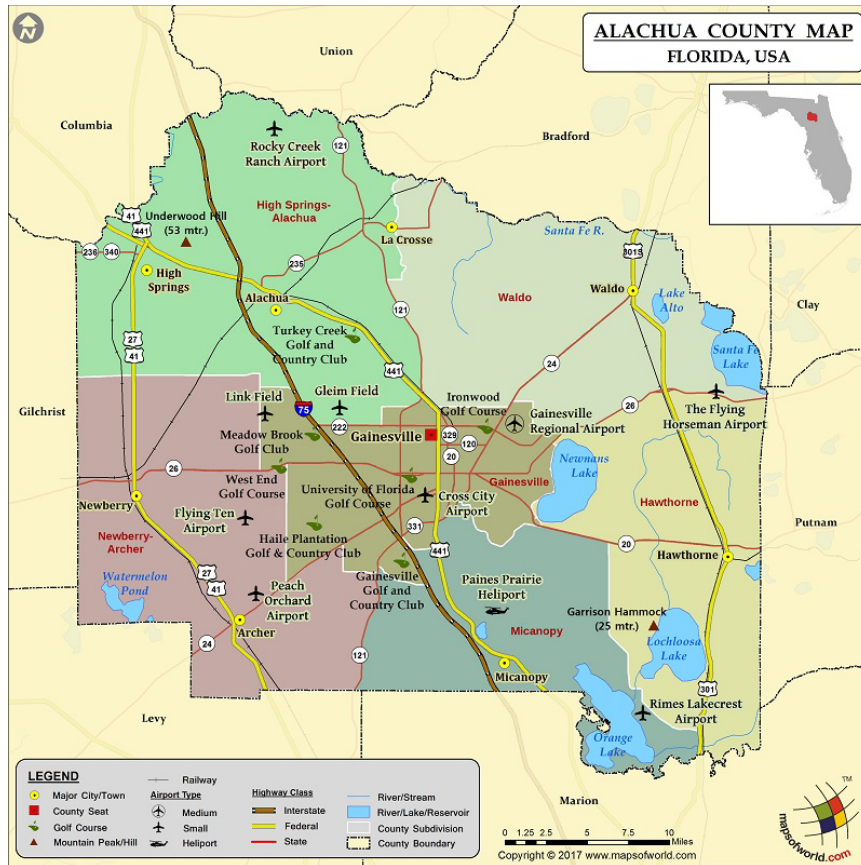 N
ALACHUA COUNTY MAP
FLORIDA, USA
Union
Columbia
Bradford
121
Rocky Creek
Ranch Airport
41
441
Underwood Hill
(53 mtr.)
High Springs-
Alachua
La Crosse
Santa Fe R.
301S
236
340
High
Springs
235
Alachua
121
Waldo
Waldo
Lake
Alto
Clay
Turkey Creek
Golf and
Country Club
27
41
441
24
Santa Fe
Lake
Gilchrist
Link Field
Gleim Field
75
Ironwood
Golf Course
26
The Flying
Horseman Airport
222
Meadow Brook
Golf Club
Gainesville
329
120
20
Gainesville
Regional Airport
Newnans
Lake
26
West End
Golf Course
University of Florida
Golf Course
Gainesville
Hawthorne
Newberry
Flying Ten
Airport
Cross City
Airport
Putnam
Newberry-
Archer
Haile Plantation
Golf & Country Club
331
441
20
Hawthorne
Watermelon
Pond
27
41
Peach
Orchard
Airport
Gainesville
Golf and
Country Club
Paines Prairie
Heliport
Garrison Hammock
(25 mtr.)
Archer
24
121
Micanopy
Micanopy
Lochloosa
Lake
301
Levy
Rimes Lakecrest
Airport
Orange
Lake
Marion
LEGEND
Major City/Town
County Seat
Golf Course
Mountain Peak/Hill
Railway
Airport Type
Medium
Small
Heliport
Highway Class
Interstate
Federal
State
River/Stream
River/Lake/Reservoir
County Subdivision
County Boundary
0 1.25 2.5 5 7.5 10
Miles
Copyright © 2017 www.mapsofworld.com
mapsofworld.com
TM